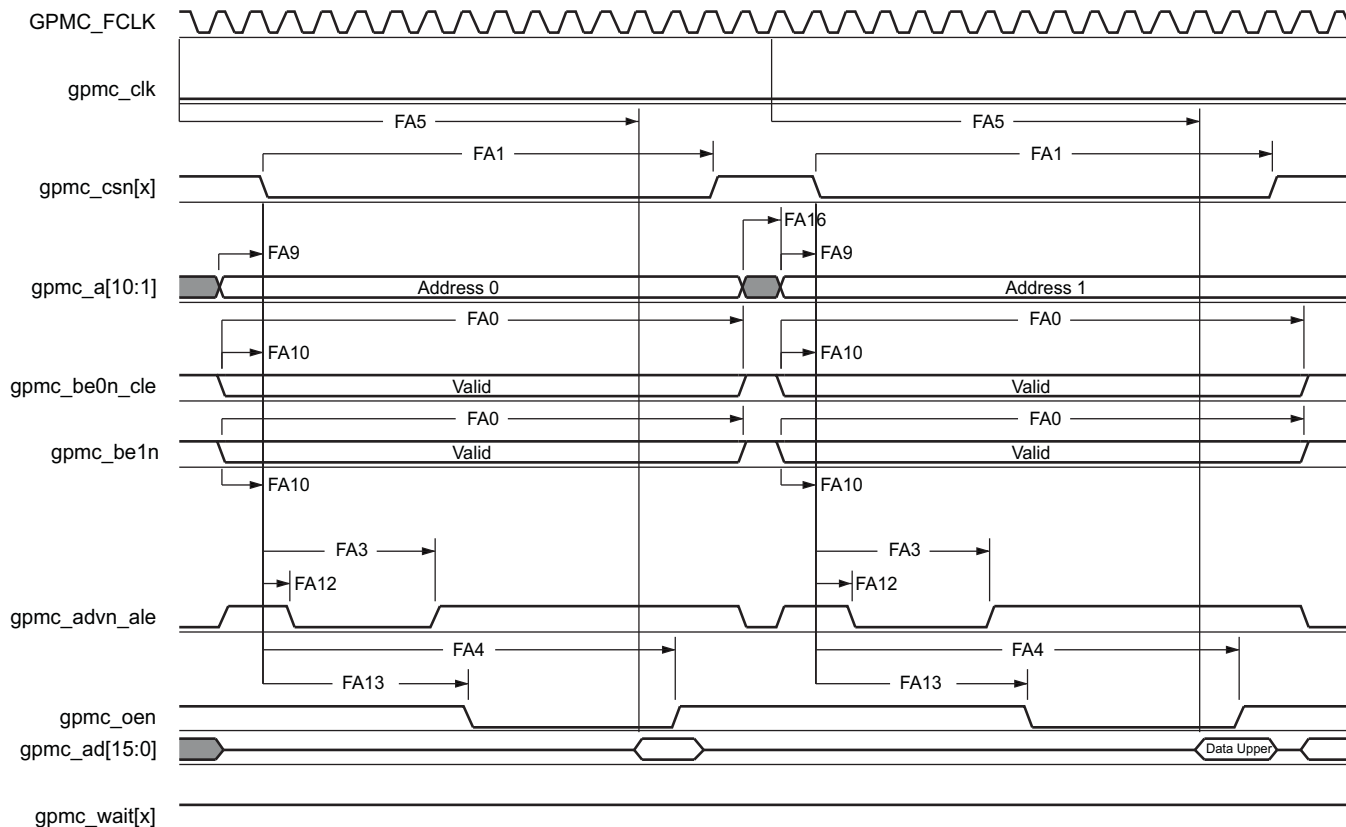 GPMC_FCLK
gpmc_clk
FA5 FA5
FA1 FA1
gpmc_csn[x]
FA16
FA9 FA9
gpmc_a[10:1] Address 0 Address 1
FA0 FA0
FA10 FA10
gpmc_be0n_cle Valid Valid
FA0 FA0
gpmc_be1n Valid Valid
FA10 FA10
FA3 FA3
FA12 FA12
gpmc_advn_ale
FA4 FA4
FA13 FA13
gpmc_oen
gpmc_ad[15:0] Data Upper
gpmc_wait[x]